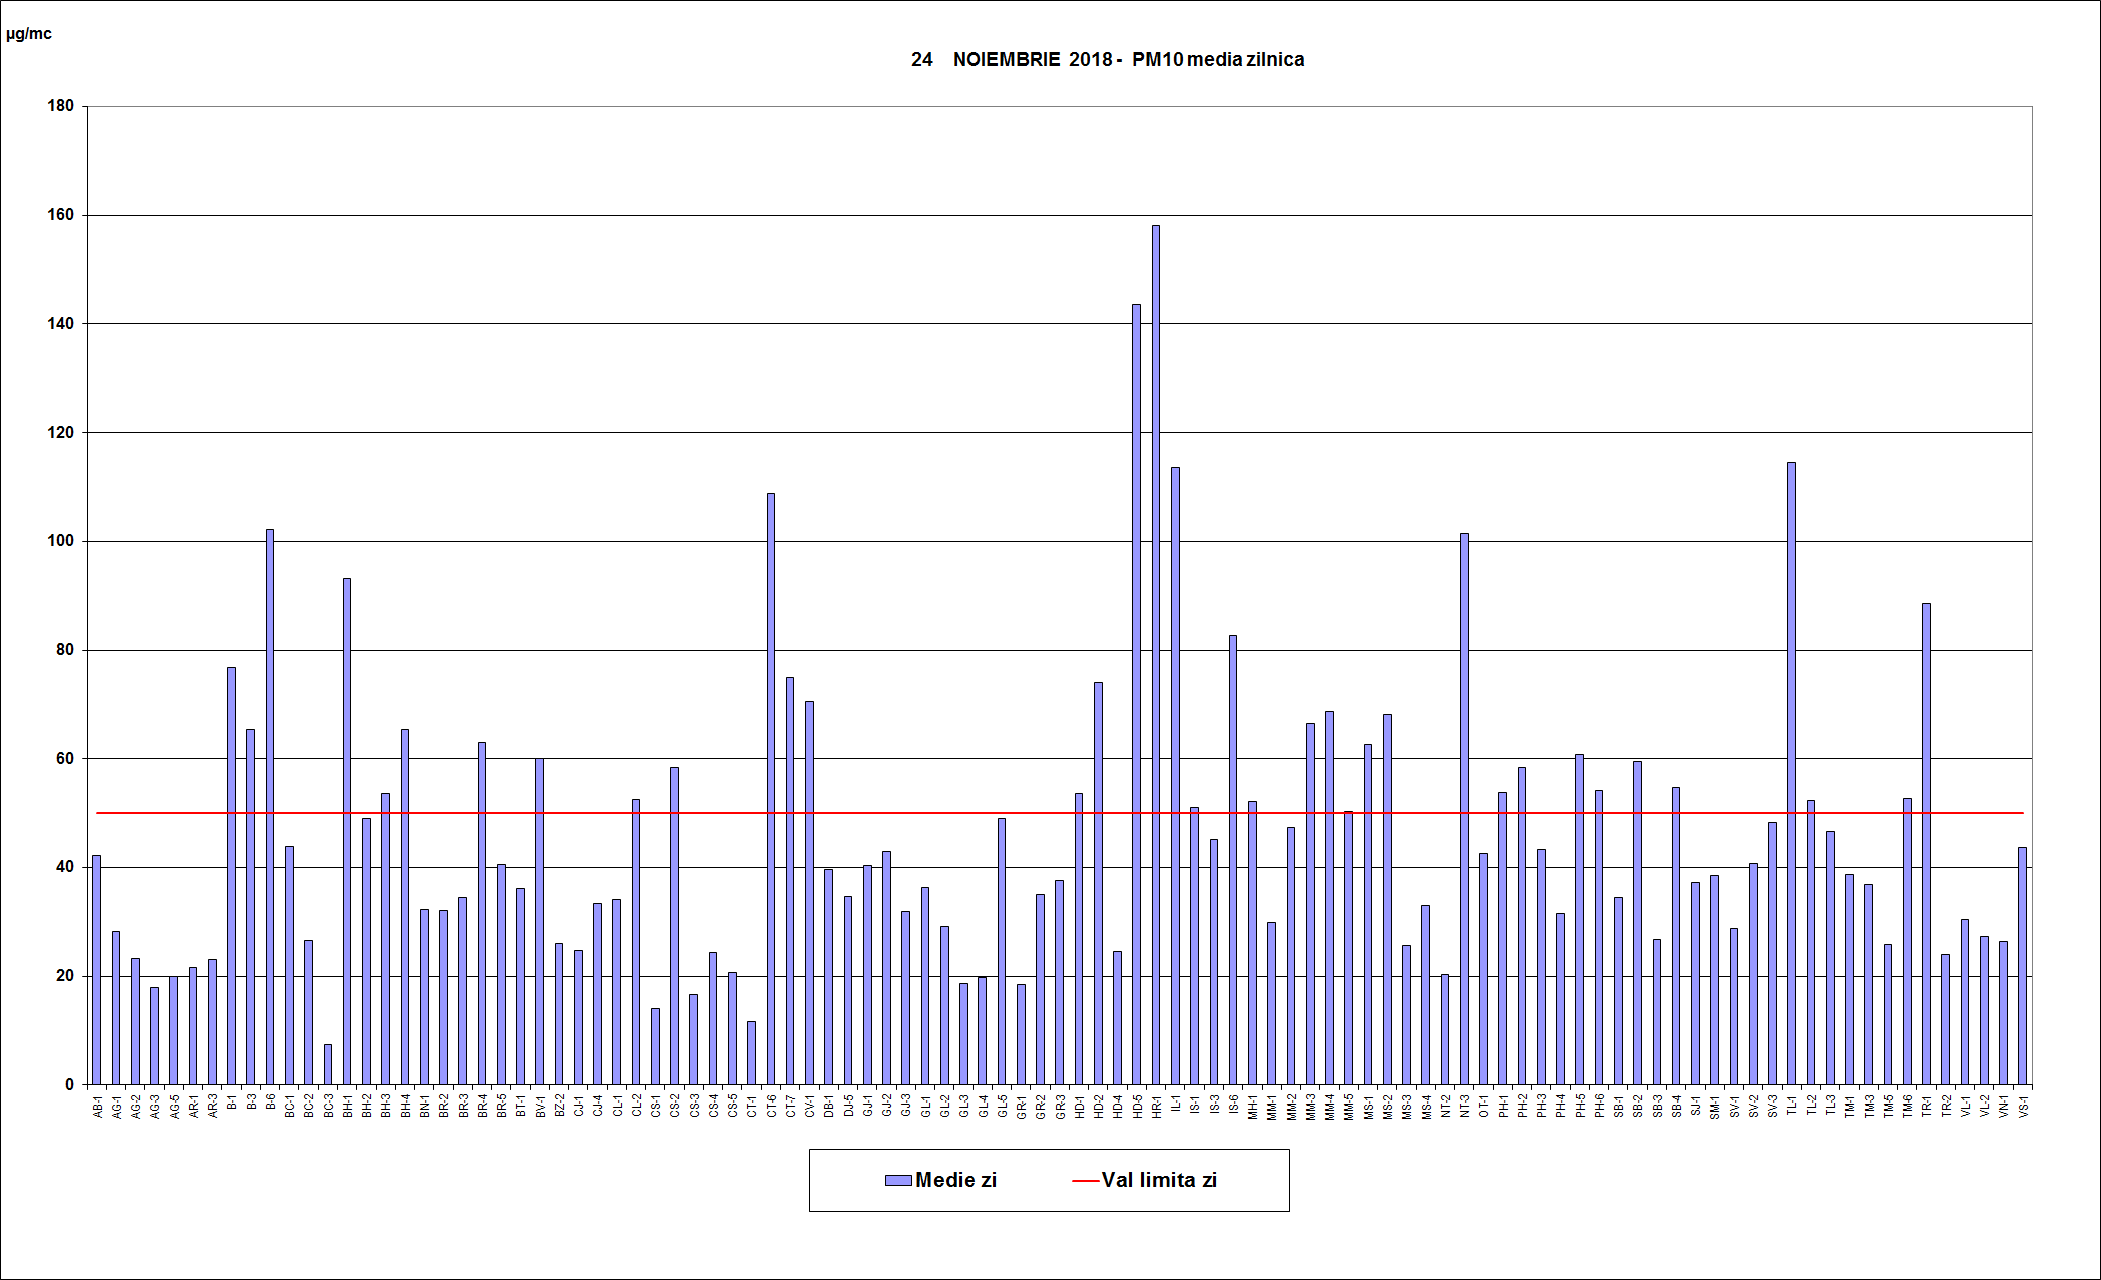 µg/mc
24 NOIEMBRIE 2018 - PM10 media zilnica
180
160
140
120
100
80
60
40
20
0
AB-1 AG-1 AG-2 AG-3 AG-5 AR-1 AR-3 B-1 B-3 B-6 BC-1 BC-2 BC-3 BH-1 BH-2 BH-3 BH-4 BN-1 BR-2 BR-3 BR-4 BR-5 BT-1 BV-1 BZ-2 CJ-1 CJ-4 CL-1 CL-2 CS-1 CS-2 CS-3 CS-4 CS-5 CT-1 CT-6 CT-7 CV-1 DB-1 DJ-5 GJ-1 GJ-2 GJ-3 GL-1 GL-2 GL-3 GL-4 GL-5 GR-1 GR-2 GR-3 HD-1 HD-2 HD-4 HD-5 HR-1 IL-1 IS-1 IS-3 IS-6 MH-1 MM-1 MM-2 MM-3 MM-4 MM-5 MS-1 MS-2 MS-3 MS-4 NT-2 NT-3 OT-1 PH-1 PH-2 PH-3 PH-4 PH-5 PH-6 SB-1 SB-2 SB-3 SB-4 SJ-1 SM-1 SV-1 SV-2 SV-3 TL-1 TL-2 TL-3 TM-1 TM-3 TM-5 TM-6 TR-1 TR-2 VL-1 VL-2 VN-1 VS-1
Medie zi Val limita zi